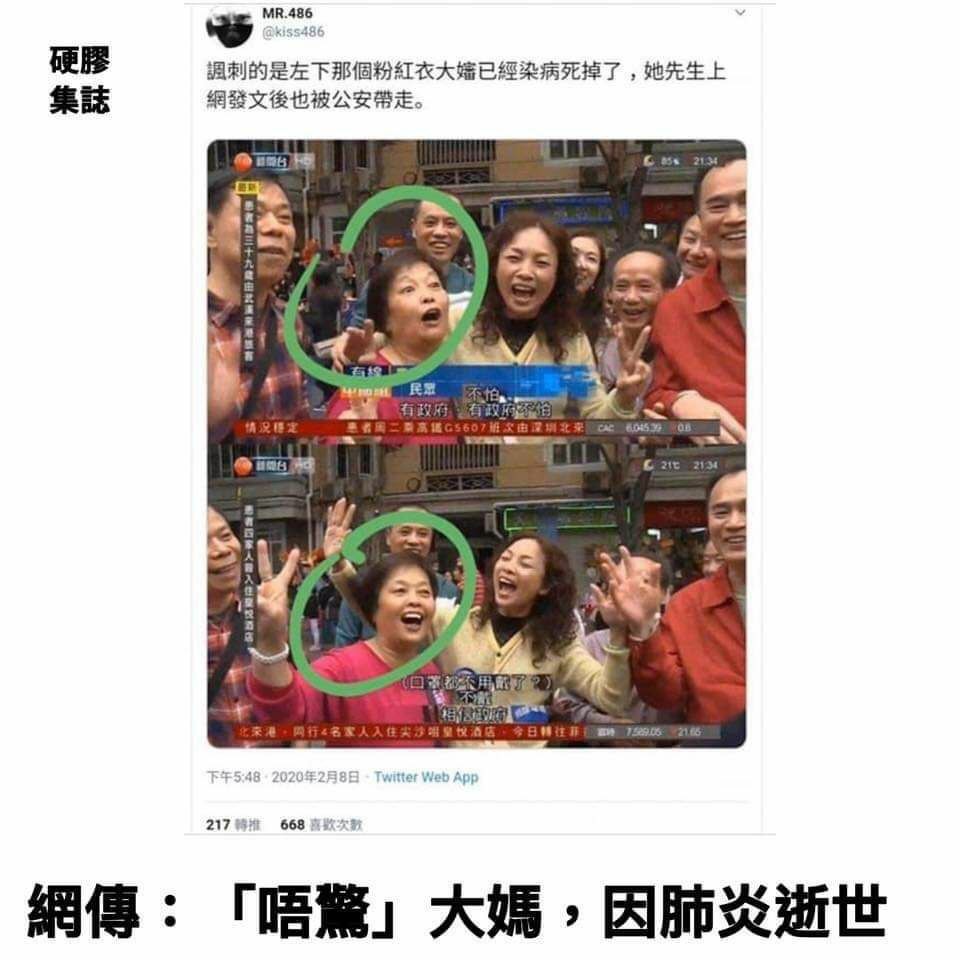 硬膠
集誌
MR.486
@kiss486
諷刺的是左下那個粉紅衣大嬸已經染病死掉了，她先生上
網發文後也被公安帶走。
新聞台 HD
85% 21:34
最新
患者為三十九歲由武漢來港旅客
有線
中國組
民眾
不怕
有政府，有政府不怕
情況穩定 患者周二乘高鐵G5607班次由深圳北來 CAC 6,045.39 0.8
新聞台 HD
21℃ 21:34
患者四家人曾入住皇悅酒店
（口罩都不用戴了？）
不戴
相信政府
北來港，同行4名家人入住尖沙咀皇悅酒店，今日轉往菲 富時 7,589.05 21.65
下午5:48 · 2020年2月8日 · Twitter Web App
217 轉推 668 喜歡次數
網傳：「唔驚」大媽，因肺炎逝世